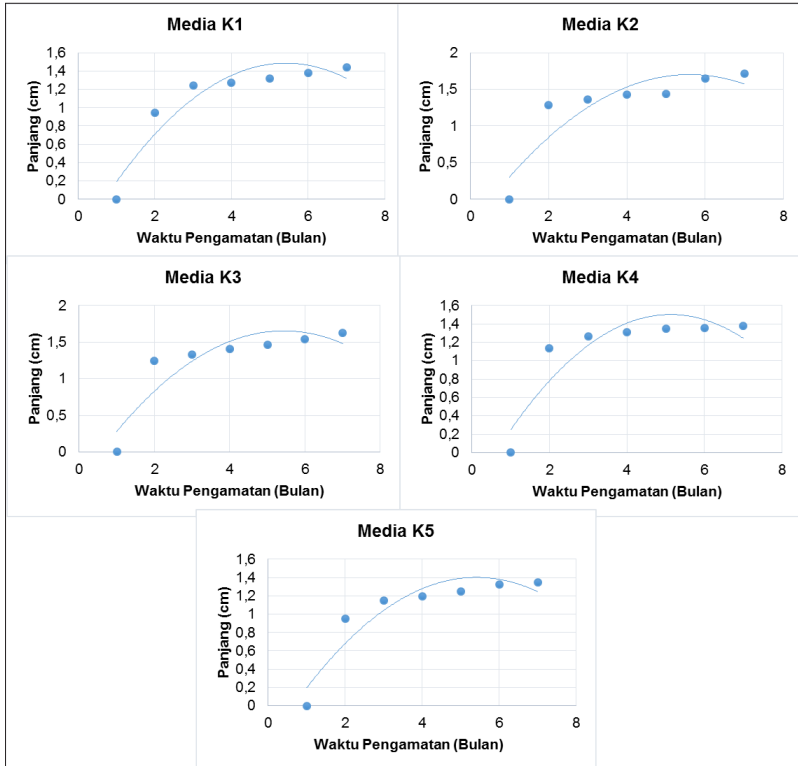 Media K1
1,6
1,4
1,2
1
0,8
0,6
0,4
0,2
0
Panjang (cm)
0 2 4 6 8
Waktu Pengamatan (Bulan)
Media K2
2
1,5
1
0,5
0
Panjang (cm)
0 2 4 6 8
Waktu Pengamatan (Bulan)
Media K3
2
1,5
1
0,5
0
Panjang (cm)
0 2 4 6 8
Waktu Pengamatan (Bulan)
Media K4
1,6
1,4
1,2
1
0,8
0,6
0,4
0,2
0
Panjang (cm)
0 2 4 6 8
Waktu Pengamatan (Bulan)
Media K5
1,6
1,4
1,2
1
0,8
0,6
0,4
0,2
0
Panjang (cm)
0 2 4 6 8
Waktu Pengamatan (Bulan)